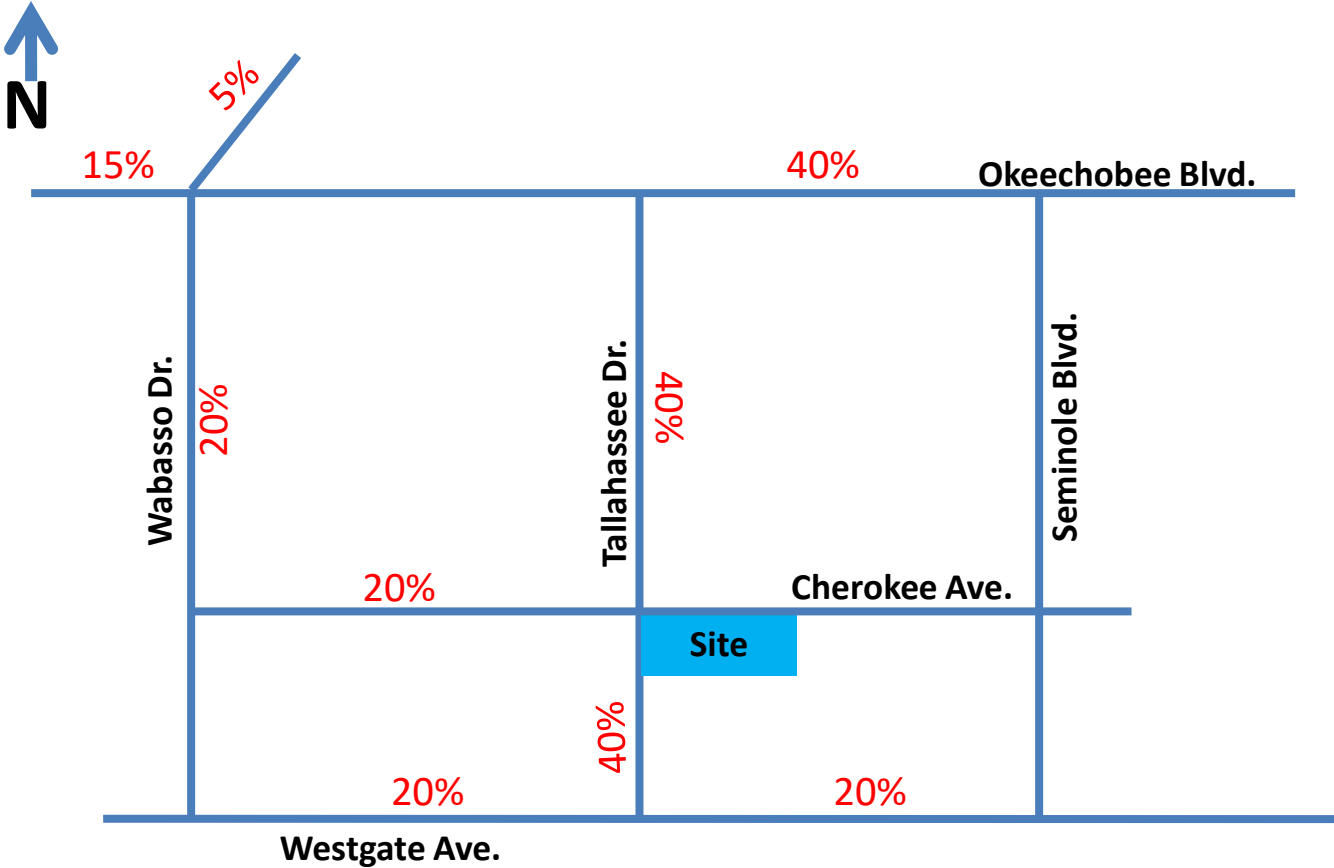 N
5%
15%
40%
Okeechobee Blvd.
Wabasso Dr.
20%
Tallahassee Dr.
40%
Seminole Blvd.
20%
Cherokee Ave.
Site
40%
20%
20%
Westgate Ave.